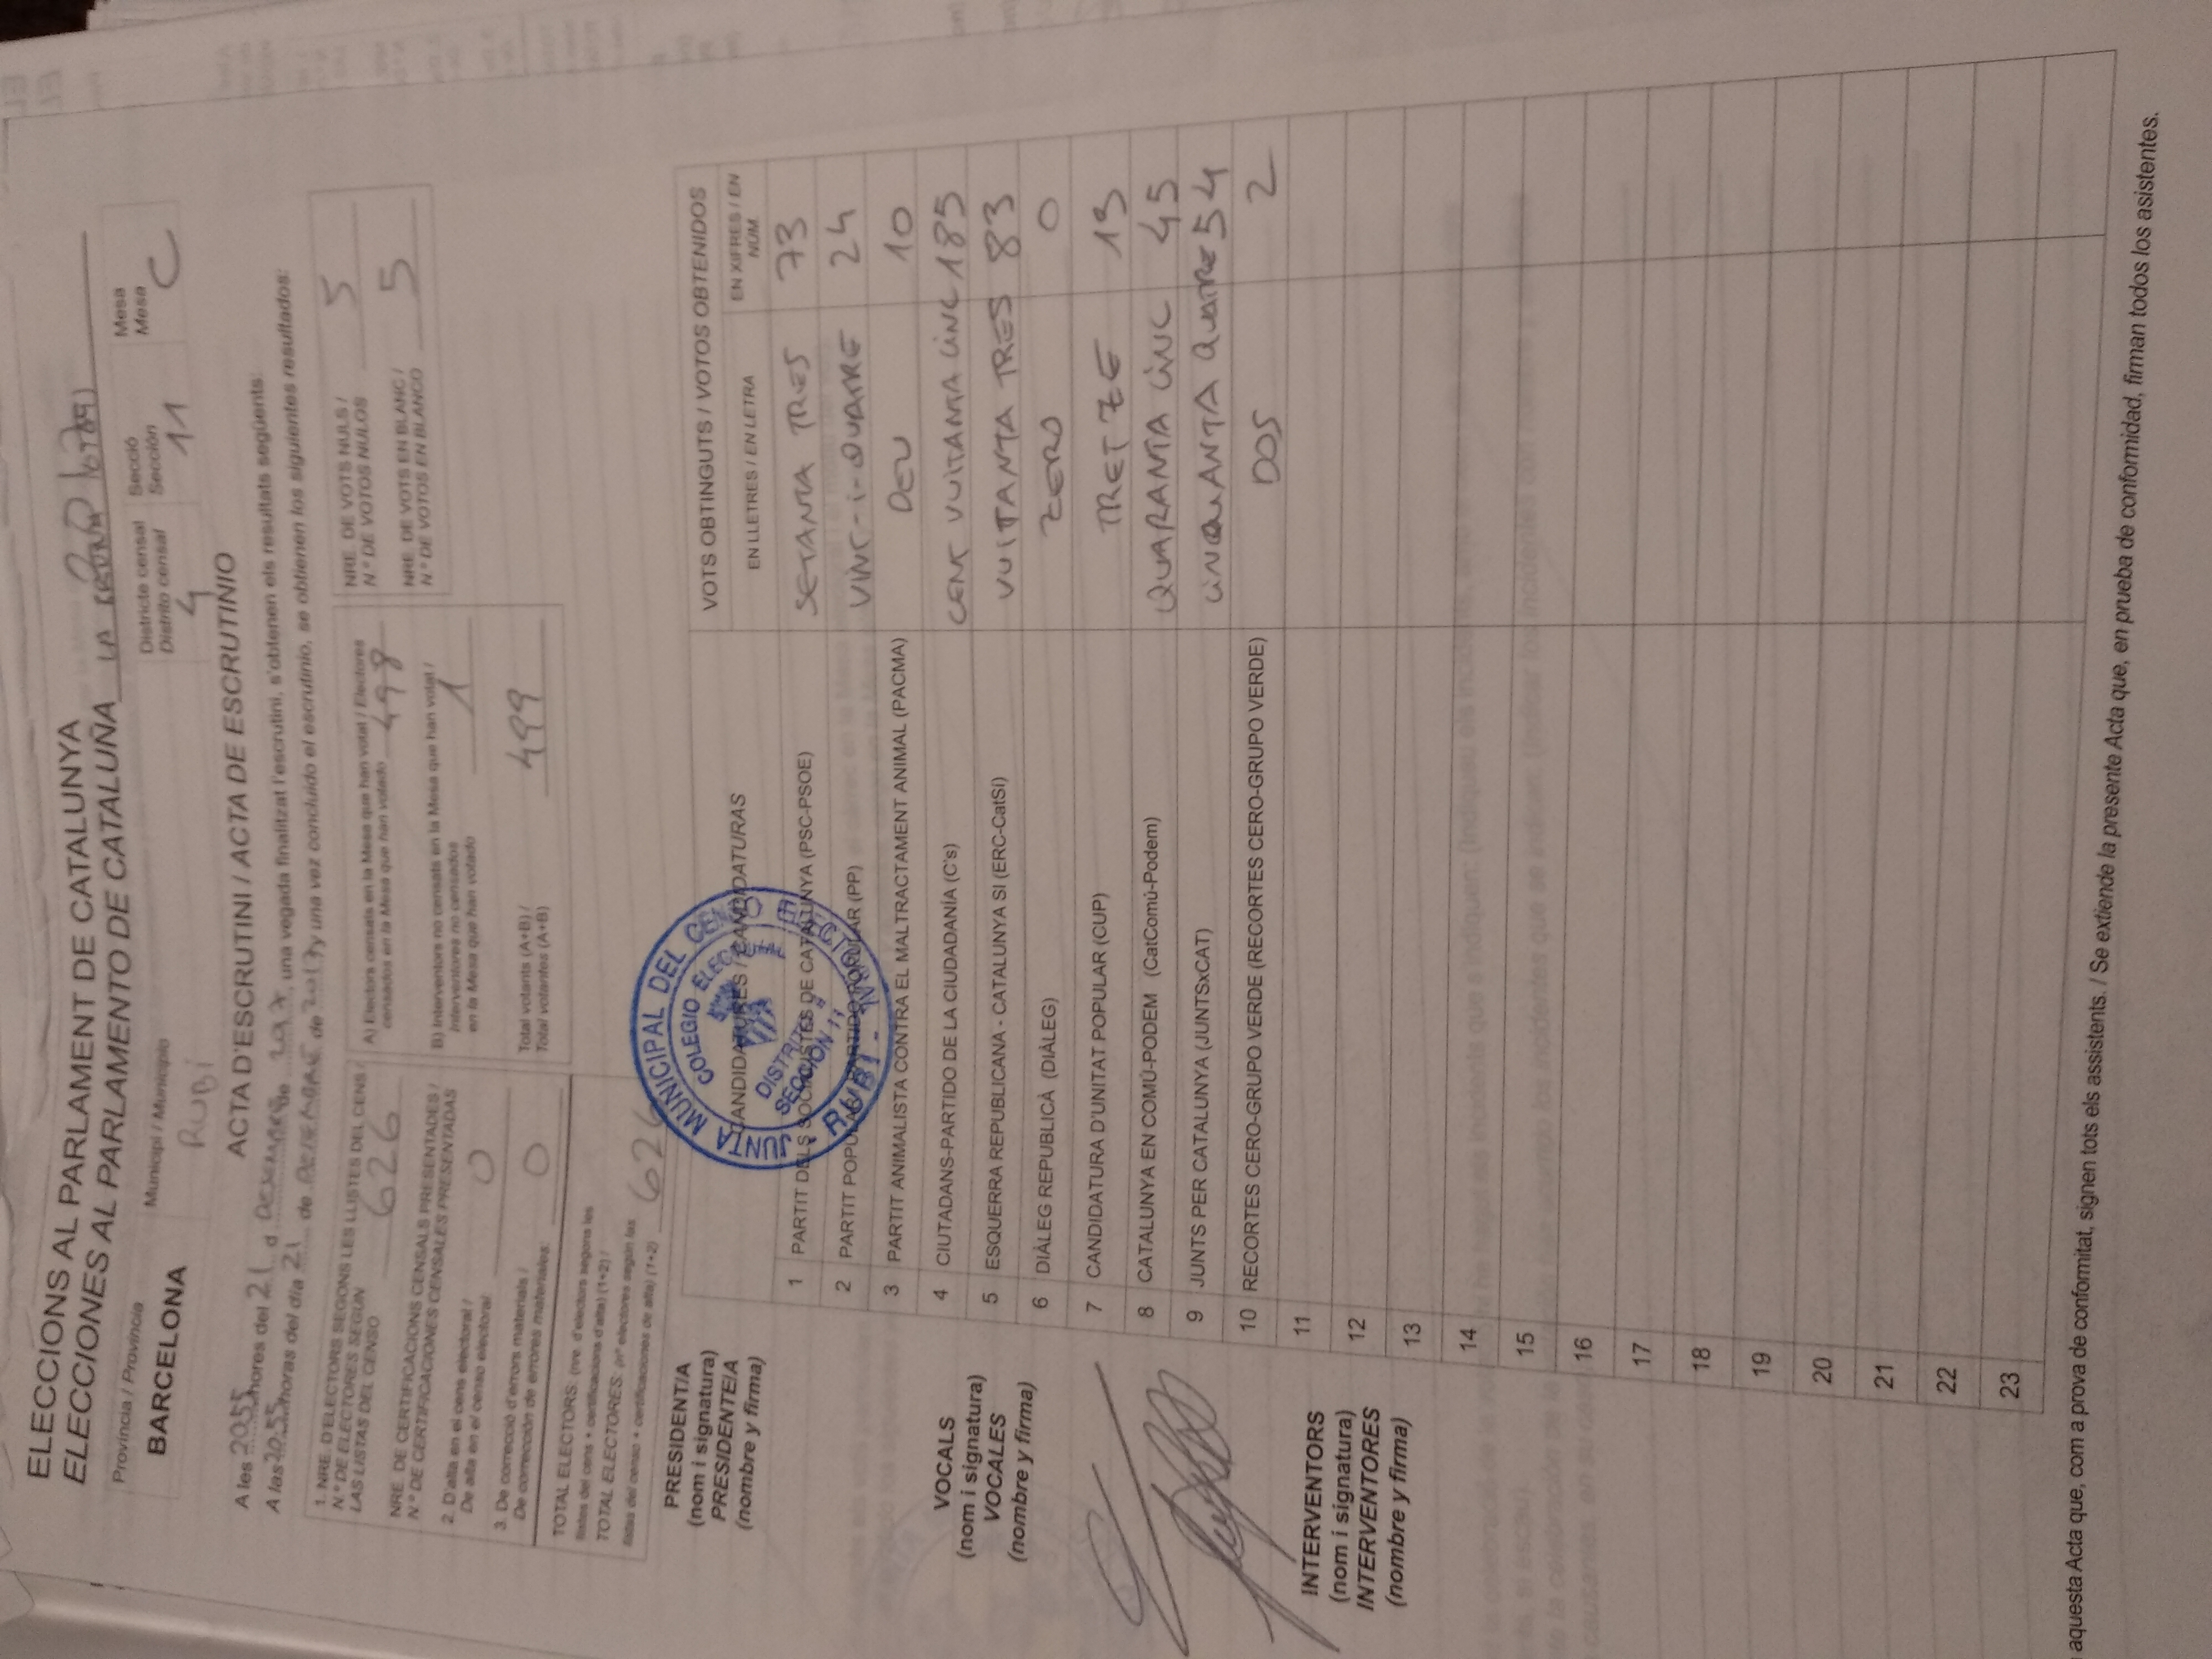 ELECCIONS AL PARLAMENT DE CATALUNYA
ELECCIONES AL PARLAMENTO DE CATALUÑA LA
Provincia / Província
BARCELONA
Municipi / Municipio
RUBí
Districte censal
Distrito censal
4
Secció
Sección
11
Mesa
Mesa
C
ACTA D'ESCRUTINI / ACTA DE ESCRUTINIO
A les 2055 hores del 21 d DESEMBRE de 2017, una vegada finalitzat l'escrutini, s'obtenen els resultats següents:
A las 20:55 horas del día 21 de de 2017 y una vez concluido el escrutinio, se obtienen los siguientes resultados:
1. NRE. D'ELECTORS SEGONS LES LLISTES DEL CENS /
N.º DE ELECTORES SEGÚN
LAS LISTAS DEL CENSO 626
NRE. DE CERTIFICACIONS CENSALS PRESENTADES /
N.º DE CERTIFICACIONES CENSALES PRESENTADAS
2. D'alta en el cens electoral /
De alta en el censo electoral: 0
3. De correcció d'errors materials /
De corrección de errores materiales: 0
TOTAL ELECTORS: (nre. d'electors segons les
llistes del cens + certificacions d'alta) (1+2) /
TOTAL ELECTORES: (nº electores según las
listas del censo + certificaciones de alta) (1+2) 626
A) Electors censats en la Mesa que han votat / Electores
censados en la Mesa que han votado 498
B) Interventors no censats en la Mesa que han votat /
Interventores no censados
en la Mesa que han votado 1
Total votants (A+B) /
Total votantes (A+B) 499
NRE. DE VOTS NULS /
N.º DE VOTOS NULOS 5
NRE. DE VOTS EN BLANC /
N.º DE VOTOS EN BLANCO 5
JUNTA MUNICIPAL DEL CENSO ELECTORAL - RUBI -
COLEGIO ELECTORAL
DISTRITO 4
SECCION 11
PRESIDENT/A
(nom i signatura)
PRESIDENTE/A
(nombre y firma)
VOCALS
(nom i signatura)
VOCALES
(nombre y firma)
INTERVENTORS
(nom i signatura)
INTERVENTORES
(nombre y firma)
CANDIDATURES / CANDIDATURAS
VOTS OBTINGUTS / VOTOS OBTENIDOS
EN LLETRES / EN LETRA
EN XIFRES / EN
NÚM.
1 PARTIT DELS SOCIALISTES DE CATALUNYA (PSC-PSOE) SETANTA TRES 73
2 PARTIT POPULAR/ PARTIDO POPULAR (PP) VINC-i-QUATRE 24
3 PARTIT ANIMALISTA CONTRA EL MALTRACTAMENT ANIMAL (PACMA) DEU 10
4 CIUTADANS-PARTIDO DE LA CIUDADANÍA (C's) CENT VUITANTA CiNC 185
5 ESQUERRA REPUBLICANA - CATALUNYA SI (ERC-CatSí) VUITANTA TRES 83
6 DIÀLEG REPUBLICÀ (DIÀLEG) ZERO 0
7 CANDIDATURA D'UNITAT POPULAR (CUP) TRETZE 13
8 CATALUNYA EN COMÚ-PODEM (CatComú-Podem) QUARANTA CiNC 45
9 JUNTS PER CATALUNYA (JUNTSxCAT) CiNQUANTA QUATRE 54
10 RECORTES CERO-GRUPO VERDE (RECORTES CERO-GRUPO VERDE) DOS 2
11
12
13
14
15
16
17
18
19
20
21
22
23
aquesta Acta que, com a prova de conformitat, signen tots els assistents. / Se extiende la presente Acta que, en prueba de conformidad, firman todos los asistentes.